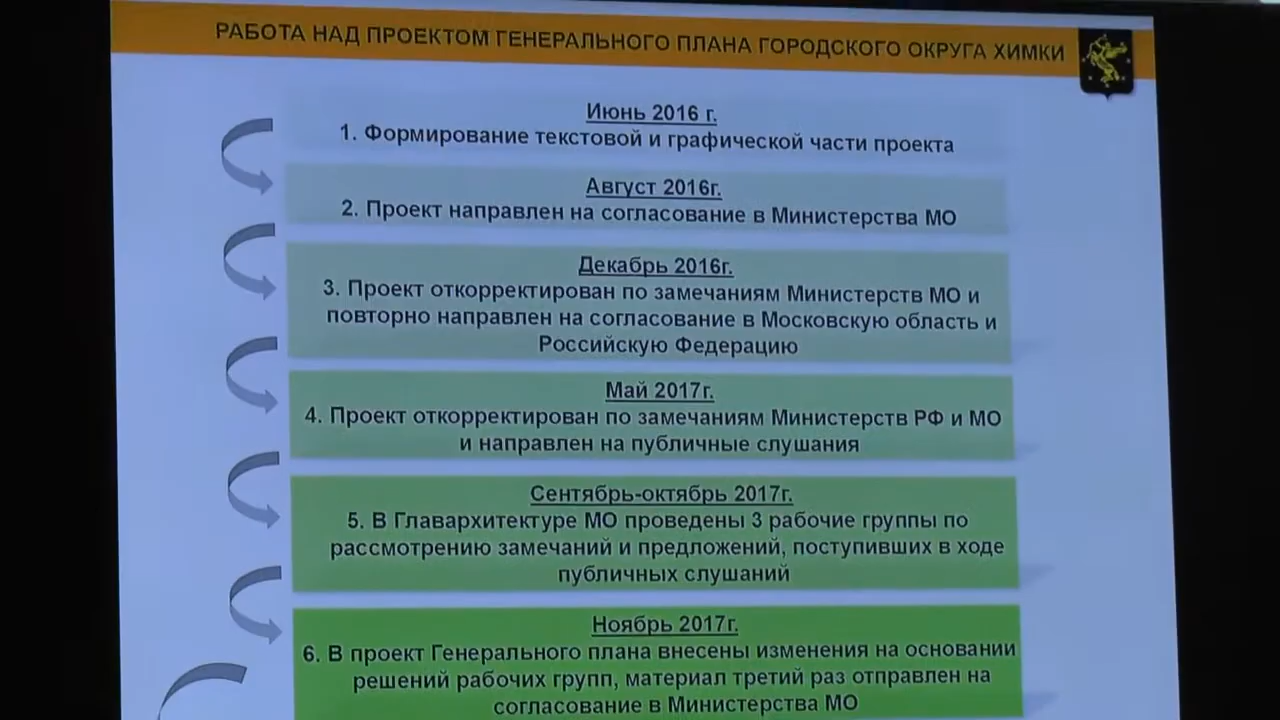 РАБОТА НАД ПРОЕКТОМ ГЕНЕРАЛЬНОГО ПЛАНА ГОРОДСКОГО ОКРУГА ХИМКИ
Июнь 2016 г.
1. Формирование текстовой и графической части проекта
Август 2016г.
2. Проект направлен на согласование в Министерства МО
Декабрь 2016г.
3. Проект откорректирован по замечаниям Министерств МО и
повторно направлен на согласование в Московскую область и
Российскую Федерацию
Май 2017г.
4. Проект откорректирован по замечаниям Министерств РФ и МО
и направлен на публичные слушания
Сентябрь-октябрь 2017г.
5. В Главархитектуре МО проведены 3 рабочие группы по
рассмотрению замечаний и предложений, поступивших в ходе
публичных слушаний
Ноябрь 2017г.
6. В проект Генерального плана внесены изменения на основании
решений рабочих групп, материал третий раз отправлен на
согласование в Министерства МО